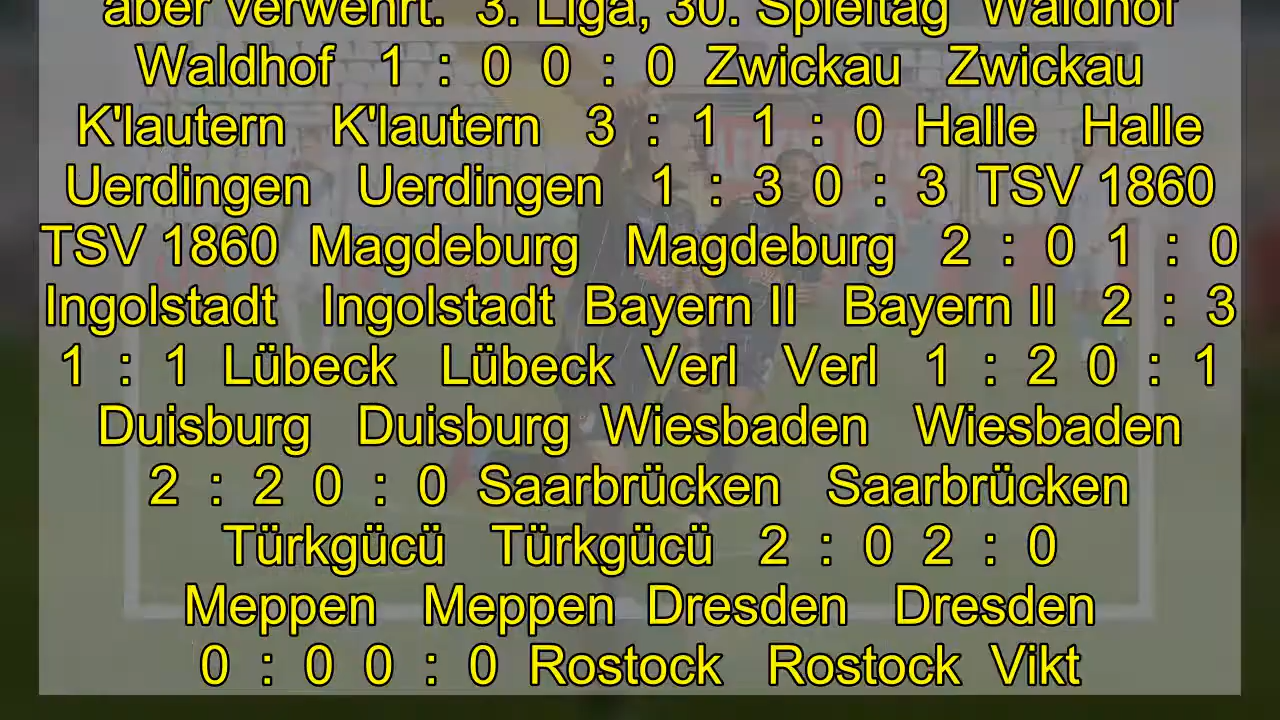 aber verwehrt. 3. Liga, 30. Spieltag Waldhof
Waldhof 1 : 0 0 : 0 Zwickau Zwickau
K'lautern K'lautern 3 : 1 1 : 0 Halle Halle
Uerdingen Uerdingen 1 : 3 0 : 3 TSV 1860
TSV 1860 Magdeburg Magdeburg 2 : 0 1 : 0
Ingolstadt Ingolstadt Bayern II Bayern II 2 : 3
1 : 1 Lübeck Lübeck Verl Verl 1 : 2 0 : 1
Duisburg Duisburg Wiesbaden Wiesbaden
2 : 2 0 : 0 Saarbrücken Saarbrücken
Türkgücü Türkgücü 2 : 0 2 : 0
Meppen Meppen Dresden Dresden
0 : 0 0 : 0 Rostock Rostock Vikt